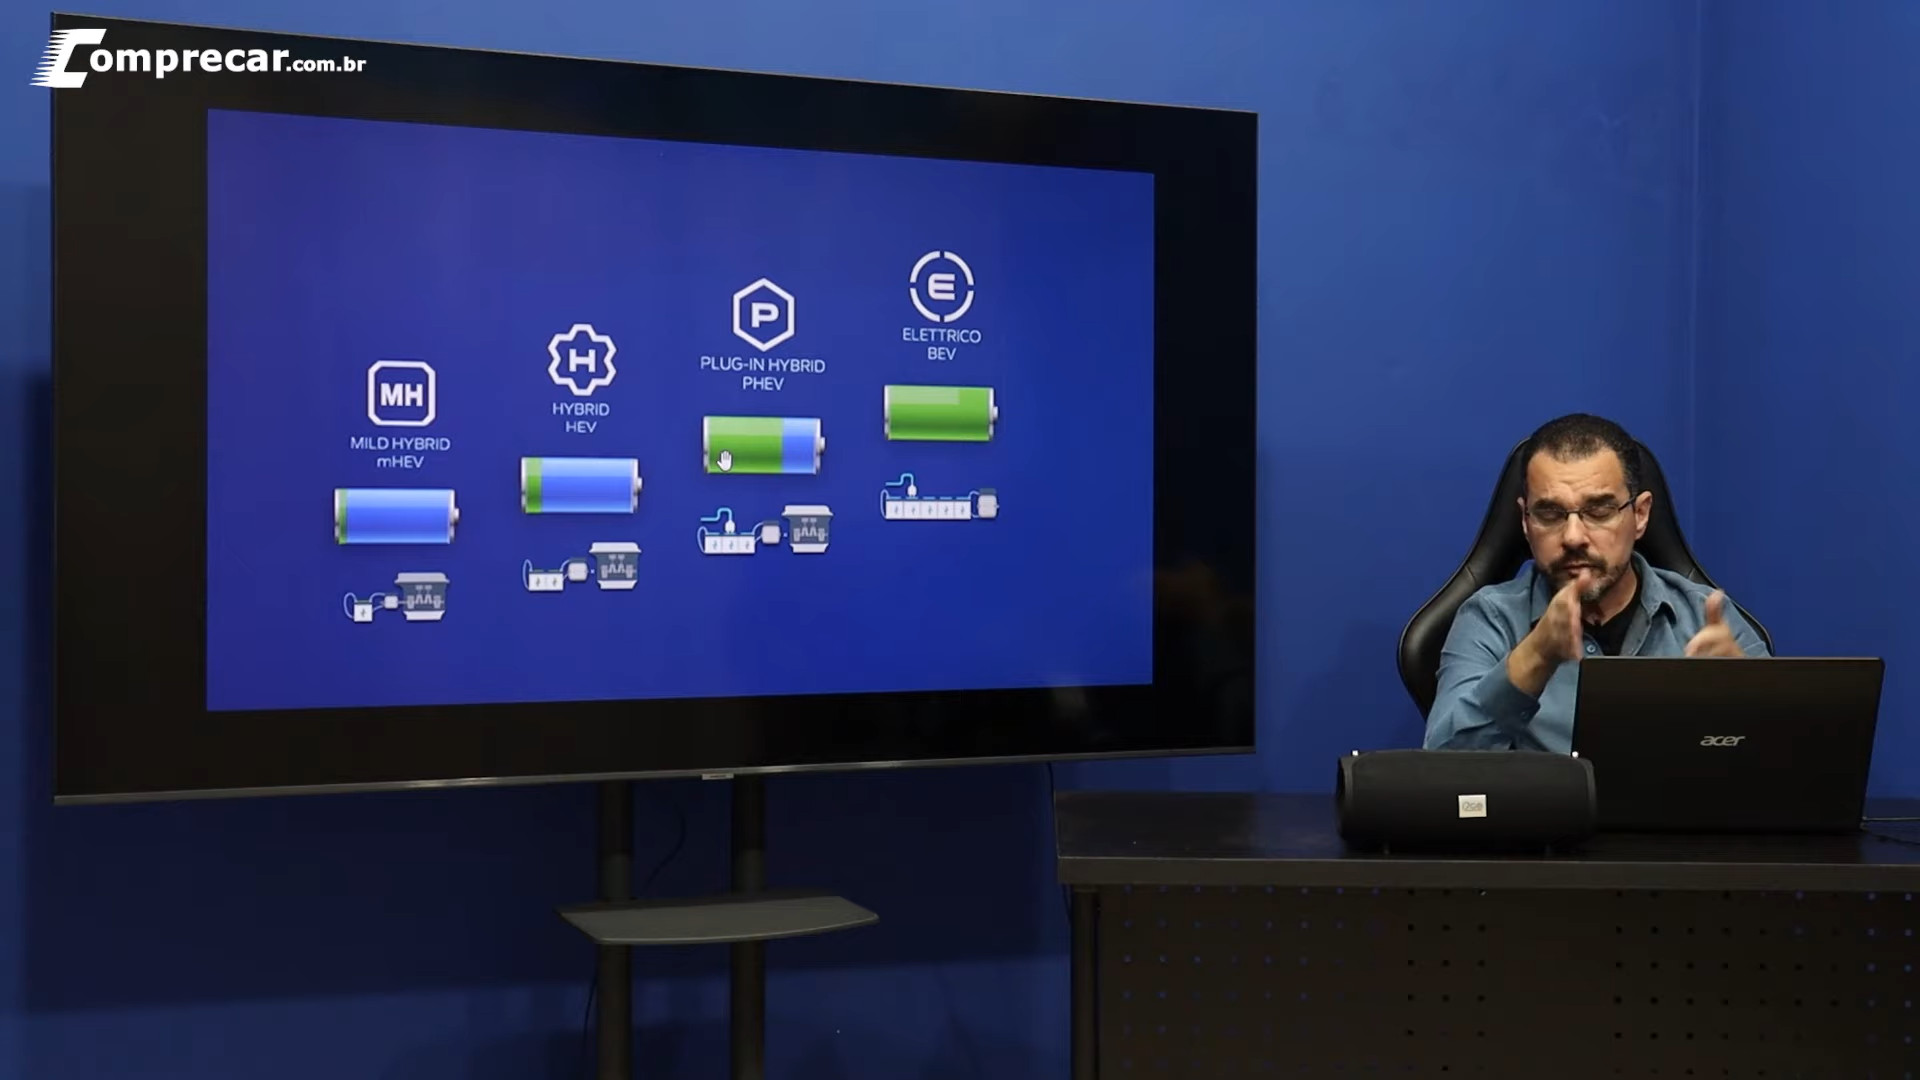 Comprecar.com.br
MH
MILD HYBRID
mHEV
H
HYBRID
HEV
P
PLUG-IN HYBRID
PHEV
E
ELETTRICO
BEV
acer